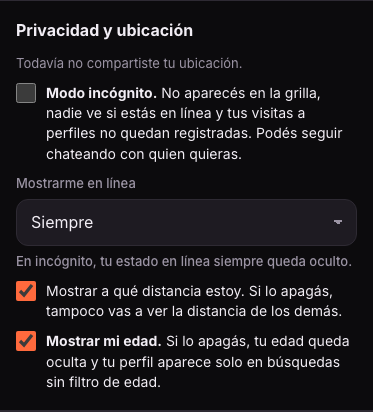 Privacidad y ubicación
Todavía no compartiste tu ubicación.
Modo incógnito. No aparecés en la grilla,
nadie ve si estás en línea y tus visitas a
perfiles no quedan registradas. Podés seguir
chateando con quien quieras.
Mostrarme en línea
Siempre
En incógnito, tu estado en línea siempre queda oculto.
Mostrar a qué distancia estoy. Si lo apagás,
tampoco vas a ver la distancia de los demás.
Mostrar mi edad. Si lo apagás, tu edad queda
oculta y tu perfil aparece solo en búsquedas
sin filtro de edad.